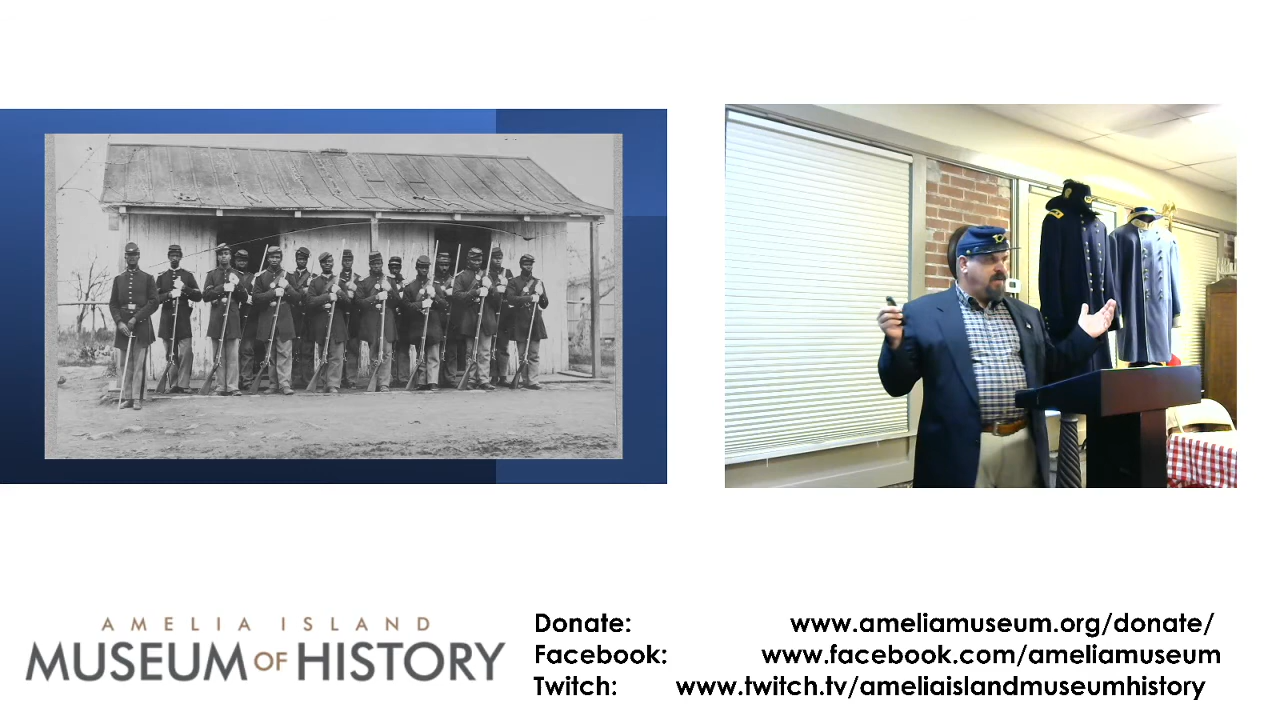 AMELIA ISLAND
MUSEUM OF HISTORY
Donate: www.ameliamuseum.org/donate/
Facebook: www.facebook.com/ameliamuseum
Twitch: www.twitch.tv/ameliaislandmuseumhistory